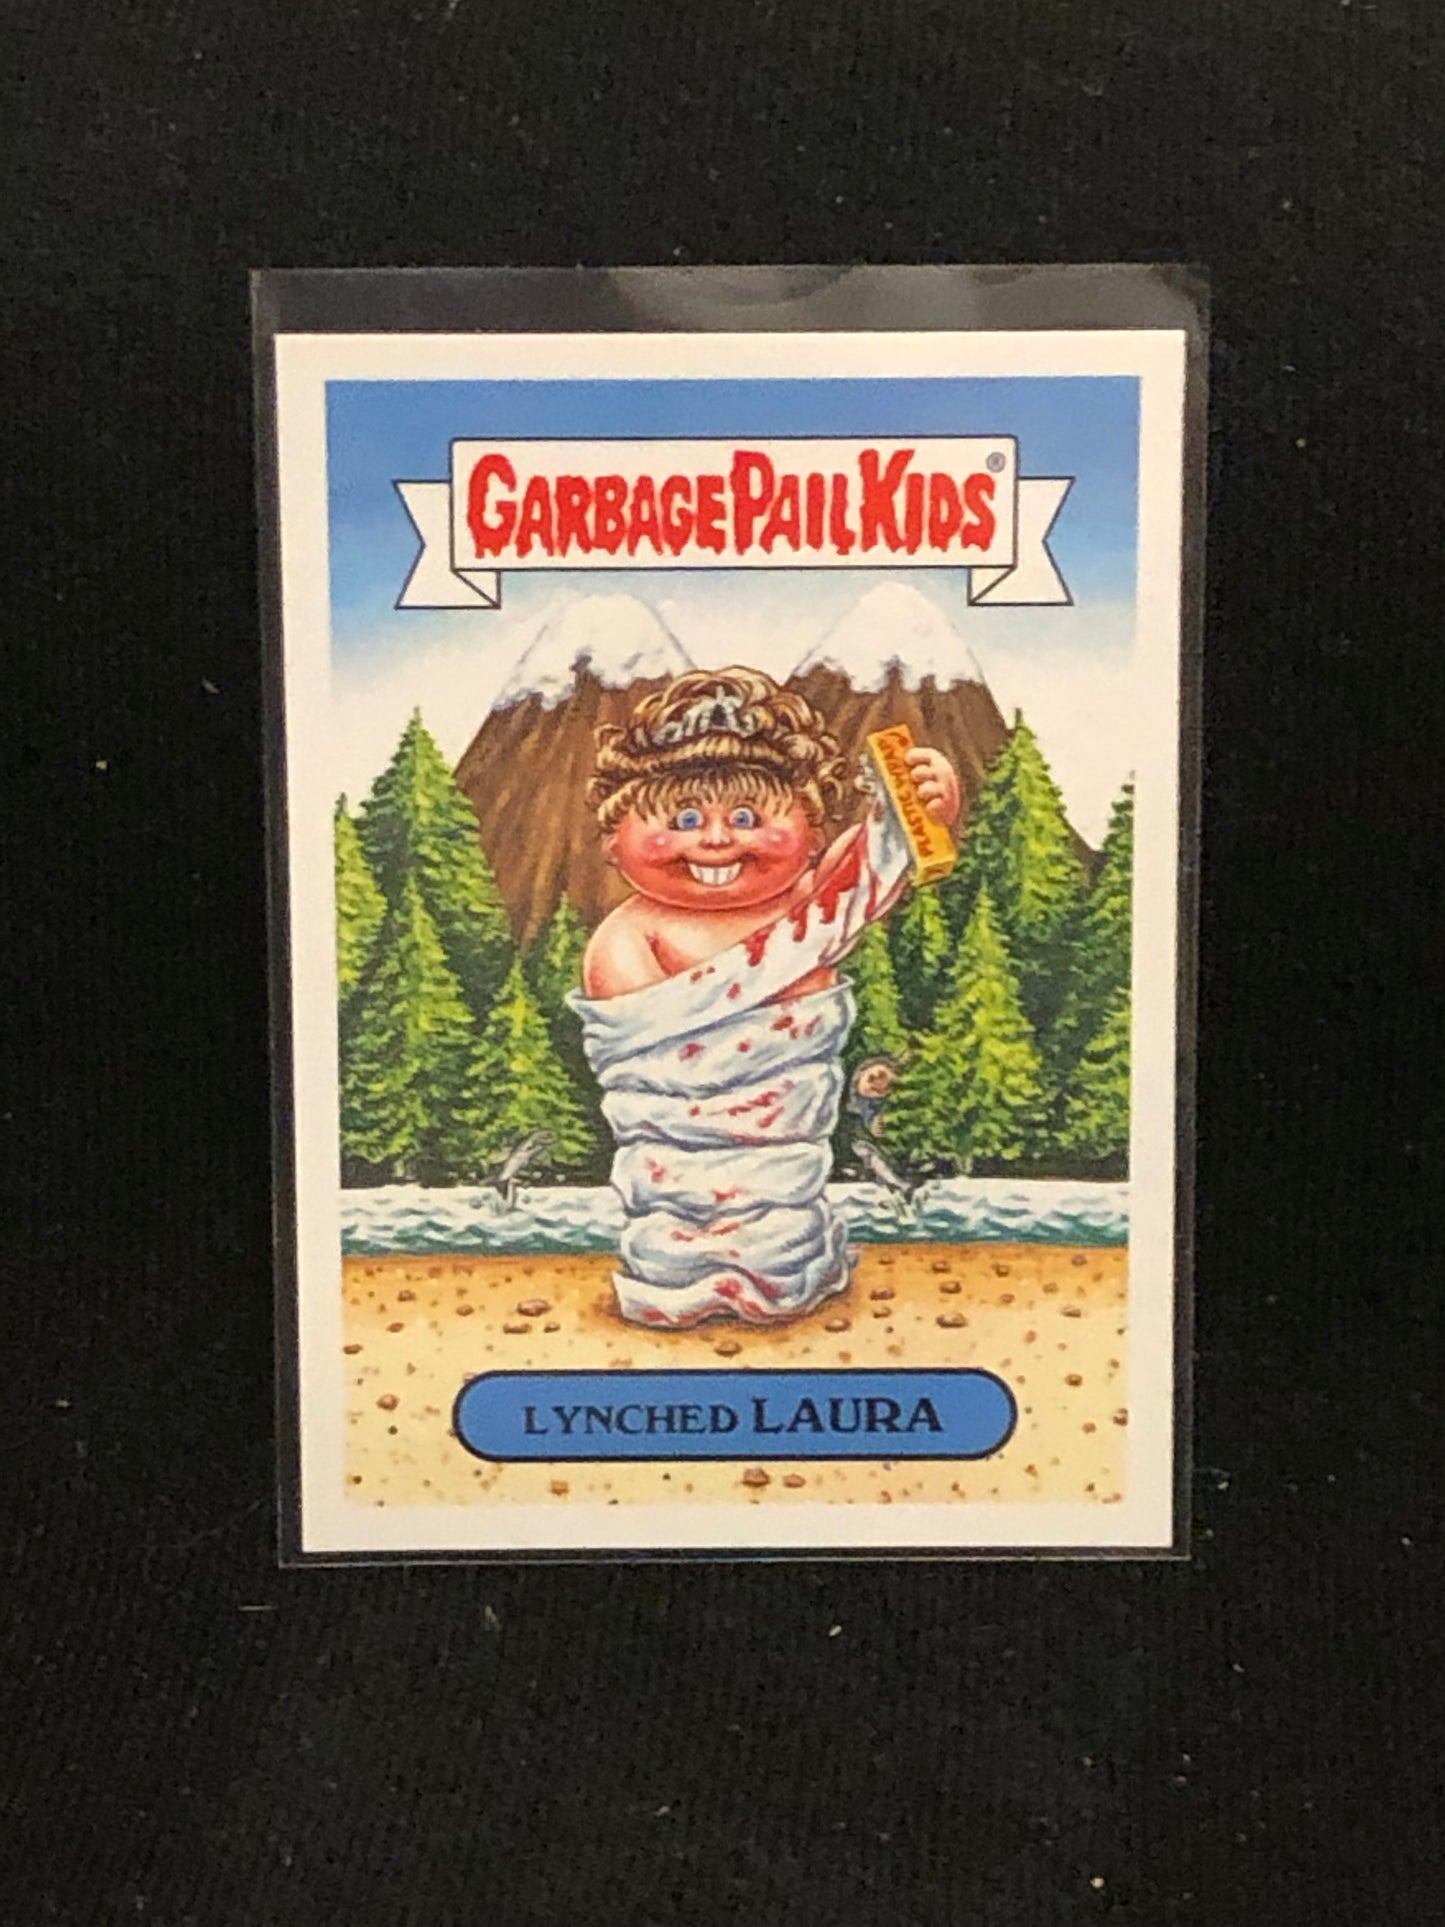 GARBAGE PAIL KIDS®
PLASTIC WRAP
LYNCHED LAURA